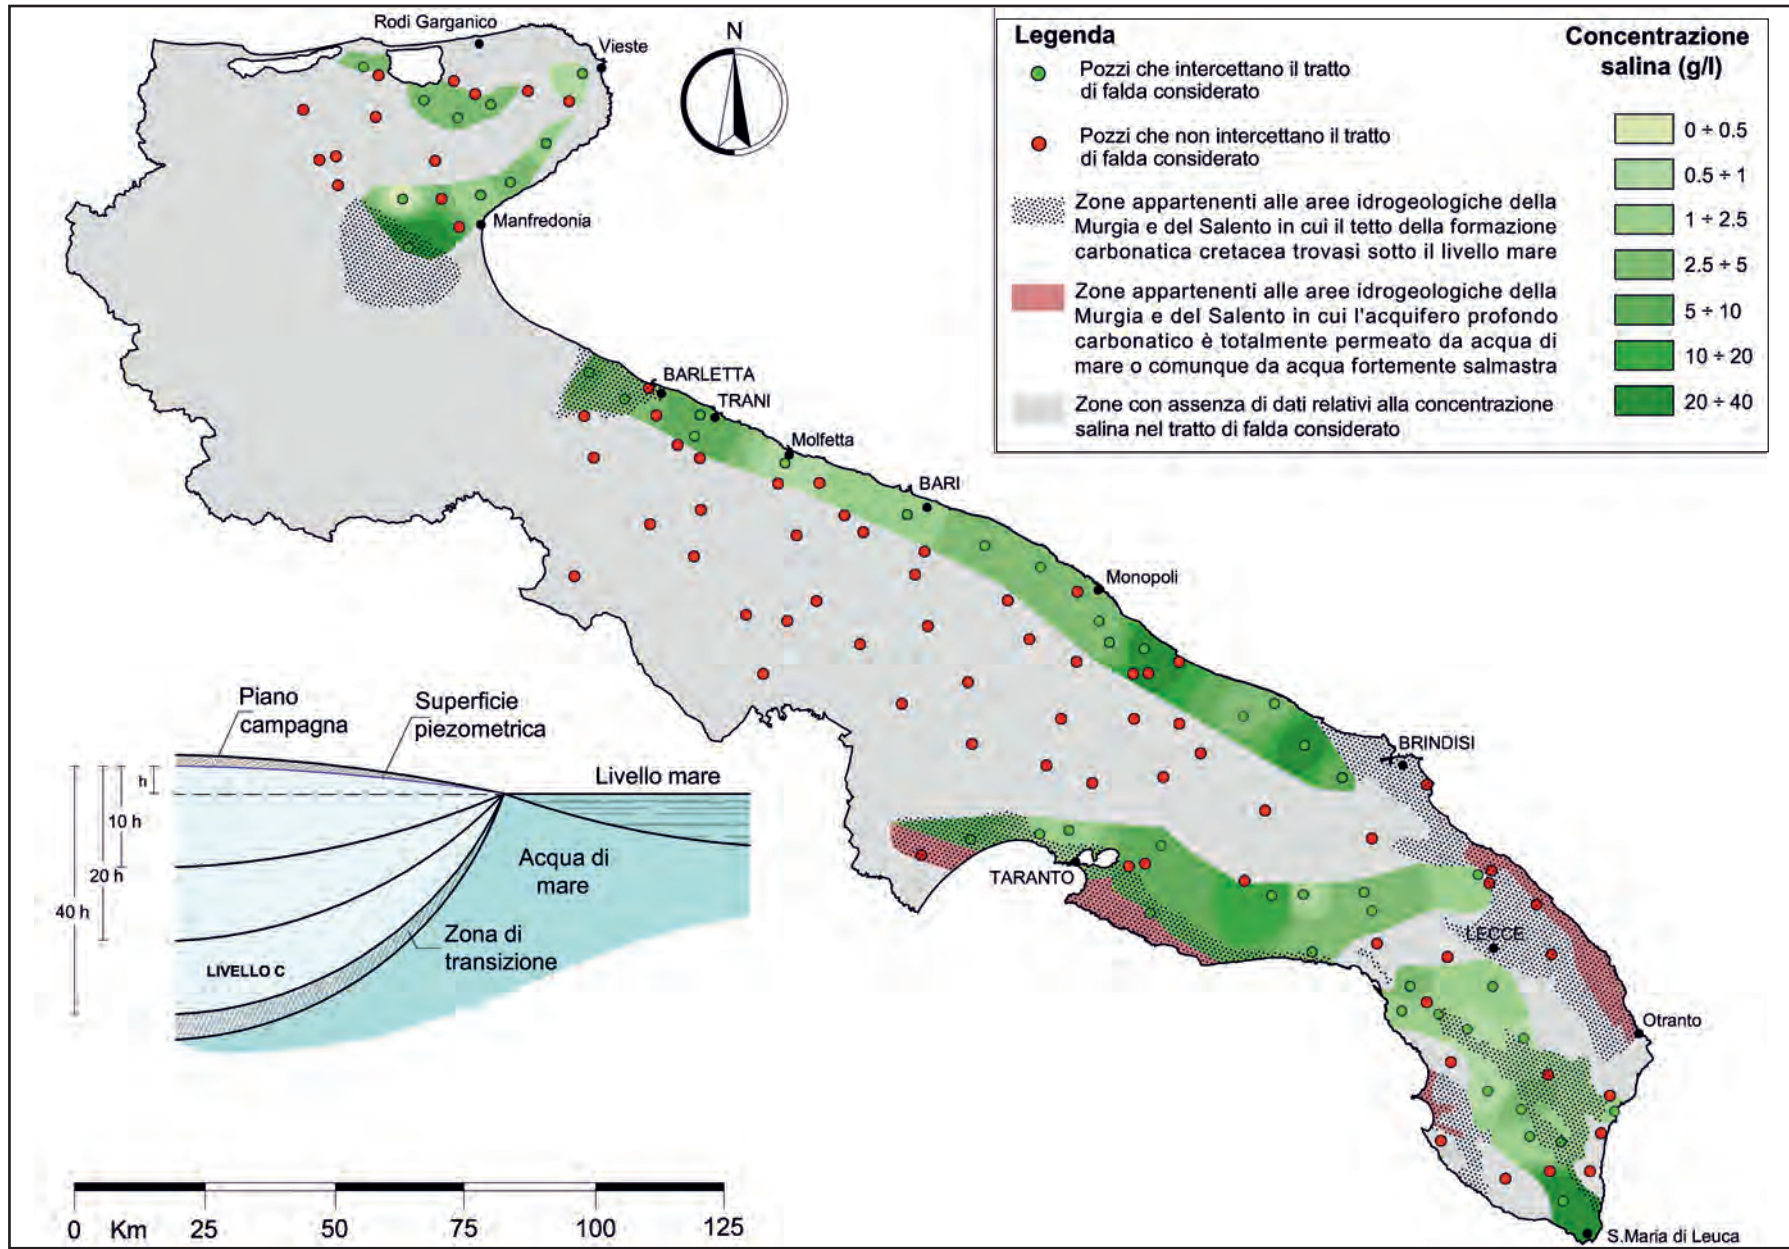 Rodi Garganico
Vieste
N
Manfredonia
BARLETTA
TRANI
Molfetta
BARI
Monopoli
BRINDISI
TARANTO
LECCE
Otranto
S.Maria di Leuca
Legenda
Pozzi che intercettano il tratto
di falda considerato
Pozzi che non intercettano il tratto
di falda considerato
Zone appartenenti alle aree idrogeologiche della
Murgia e del Salento in cui il tetto della formazione
carbonatica cretacea trovasi sotto il livello mare
Zone appartenenti alle aree idrogeologiche della
Murgia e del Salento in cui l'acquifero profondo
carbonatico è totalmente permeato da acqua di
mare o comunque da acqua fortemente salmastra
Zone con assenza di dati relativi alla concentrazione
salina nel tratto di falda considerato
Concentrazione
salina (g/l)
0 ÷ 0.5
0.5 ÷ 1
1 ÷ 2.5
2.5 ÷ 5
5 ÷ 10
10 ÷ 20
20 ÷ 40
Piano
campagna
Superficie
piezometrica
Livello mare
h
10 h
20 h
40 h
Acqua di
mare
Zona di
transizione
LIVELLO C
0 Km 25 50 75 100 125